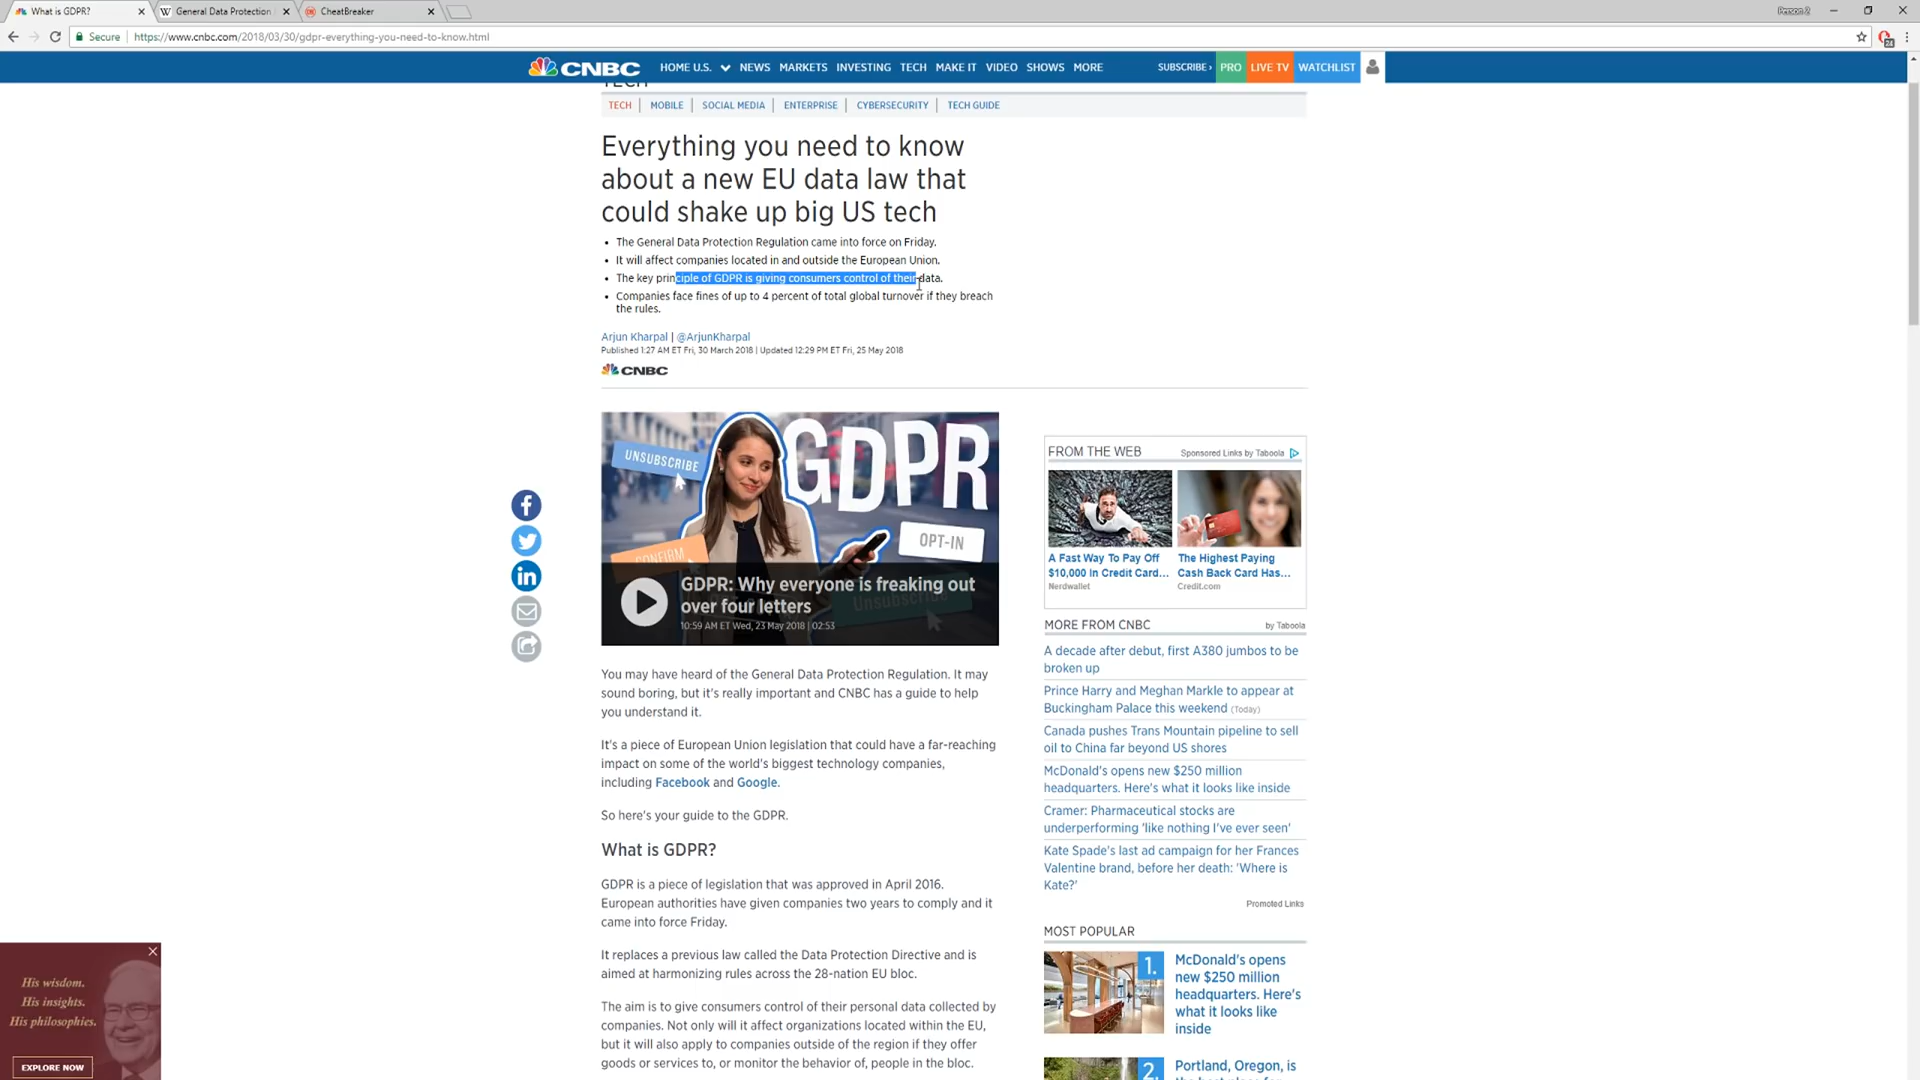 What is GDPR?
General Data Protection
CheatBreaker
Person 2
Secure
https://www.cnbc.com/2018/03/30/gdpr-everything-you-need-to-know.html
24
CNBC
HOME U.S.
NEWS
MARKETS
INVESTING
TECH
MAKE IT
VIDEO
SHOWS
MORE
SUBSCRIBE
PRO
LIVE TV
WATCHLIST
TECH
TECH
MOBILE
SOCIAL MEDIA
ENTERPRISE
CYBERSECURITY
TECH GUIDE
Everything you need to know
about a new EU data law that
could shake up big US tech
The General Data Protection Regulation came into force on Friday.
It will affect companies located in and outside the European Union.
The key principle of GDPR is giving consumers control of their data.
Companies face fines of up to 4 percent of total global turnover if they breach
the rules.
Arjun Kharpal | @ArjunKharpal
Published 1:27 AM ET Fri, 30 March 2018 | Updated 12:29 PM ET Fri, 25 May 2018
CNBC
UNSUBSCRIBE
GDPR
OPT-IN
CONFIRM
Unsubscribe
GDPR: Why everyone is freaking out
over four letters
10:59 AM ET Wed, 23 May 2018 | 02:53
You may have heard of the General Data Protection Regulation. It may
sound boring, but it's really important and CNBC has a guide to help
you understand it.
It's a piece of European Union legislation that could have a far-reaching
impact on some of the world's biggest technology companies,
including Facebook and Google.
So here's your guide to the GDPR.
What is GDPR?
GDPR is a piece of legislation that was approved in April 2016.
European authorities have given companies two years to comply and it
came into force Friday.
It replaces a previous law called the Data Protection Directive and is
aimed at harmonizing rules across the 28-nation EU bloc.
The aim is to give consumers control of their personal data collected by
companies. Not only will it affect organizations located within the EU,
but it will also apply to companies outside of the region if they offer
goods or services to, or monitor the behavior of, people in the bloc.
FROM THE WEB
Sponsored Links by Taboola
A Fast Way To Pay Off
$10,000 In Credit Card...
Nerdwallet
The Highest Paying
Cash Back Card Has...
Credit.com
MORE FROM CNBC
by Taboola
A decade after debut, first A380 jumbos to be
broken up
Prince Harry and Meghan Markle to appear at
Buckingham Palace this weekend (Today)
Canada pushes Trans Mountain pipeline to sell
oil to China far beyond US shores
McDonald's opens new $250 million
headquarters. Here's what it looks like inside
Cramer: Pharmaceutical stocks are
underperforming 'like nothing I've ever seen'
Kate Spade's last ad campaign for her Frances
Valentine brand, before her death: 'Where is
Kate?'
Promoted Links
MOST POPULAR
1.
McDonald's opens
new $250 million
headquarters. Here's
what it looks like
inside
2.
Portland, Oregon, is
His wisdom.
His insights.
His philosophies.
EXPLORE NOW